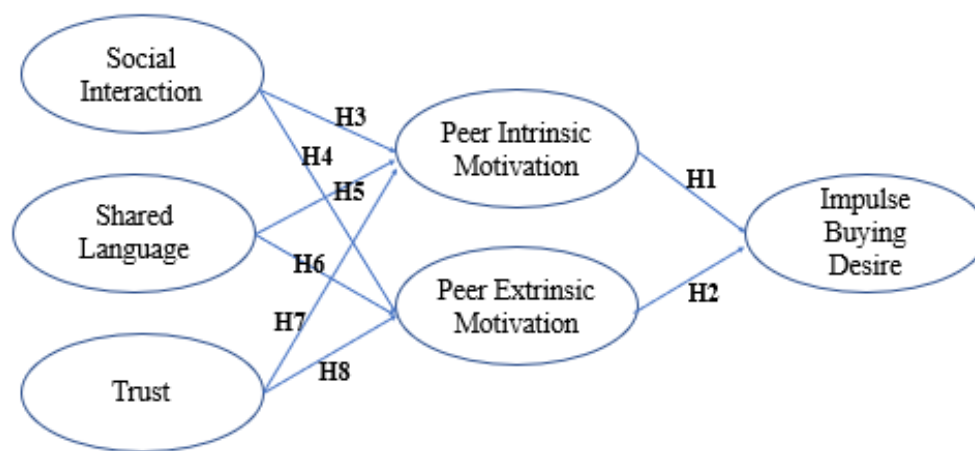 Social
Interaction
H3
Peer Intrinsic
Motivation
H4
H1
H5
Shared
Language
Impulse
Buying
Desire
H6
Peer Extrinsic
Motivation
H2
H7
H8
Trust